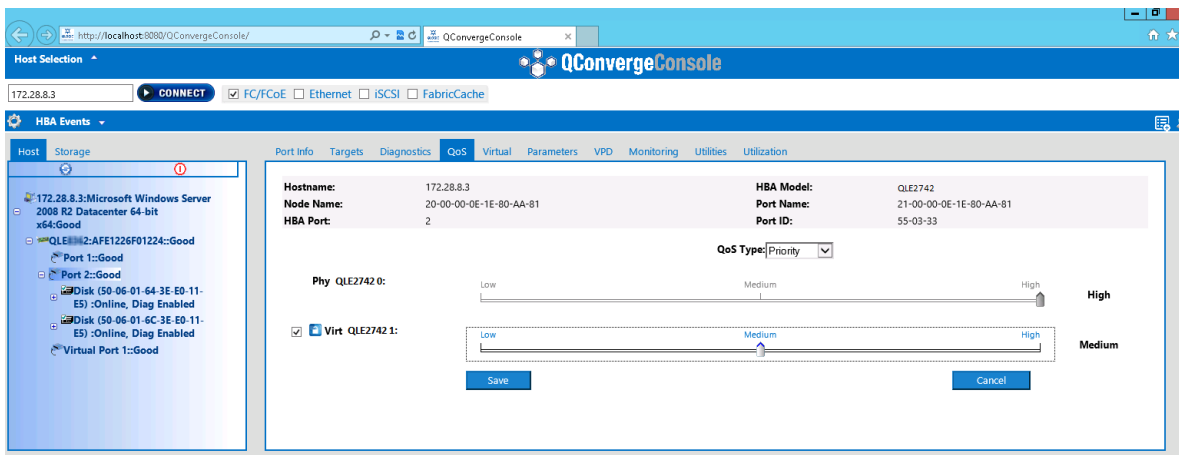 http://localhost:8080/QConvergeConsole/
QConvergeConsole
Host Selection
QConvergeConsole
172.28.8.3 CONNECT FC/FCoE Ethernet iSCSI FabricCache
HBA Events
Host Storage
Port Info Targets Diagnostics QoS Virtual Parameters VPD Monitoring Utilities Utilization
172.28.8.3:Microsoft Windows Server
2008 R2 Datacenter 64-bit
x64:Good
2:AFE1226F01224::Good
Port 1::Good
Port 2::Good
Disk (50-06-01-64-3E-E0-11-
E5) :Online, Diag Enabled
Disk (50-06-01-6C-3E-E0-11-
E5) :Online, Diag Enabled
Virtual Port 1::Good
Hostname: 172.28.8.3 HBA Model: QLE2742
Node Name: 20-00-00-0E-1E-80-AA-81 Port Name: 21-00-00-0E-1E-80-AA-81
HBA Port: 2 Port ID: 55-03-33
QoS Type: Priority
Phy QLE2742 0: Low Medium High High
Virt QLE2742 1: Low Medium High Medium
Save Cancel